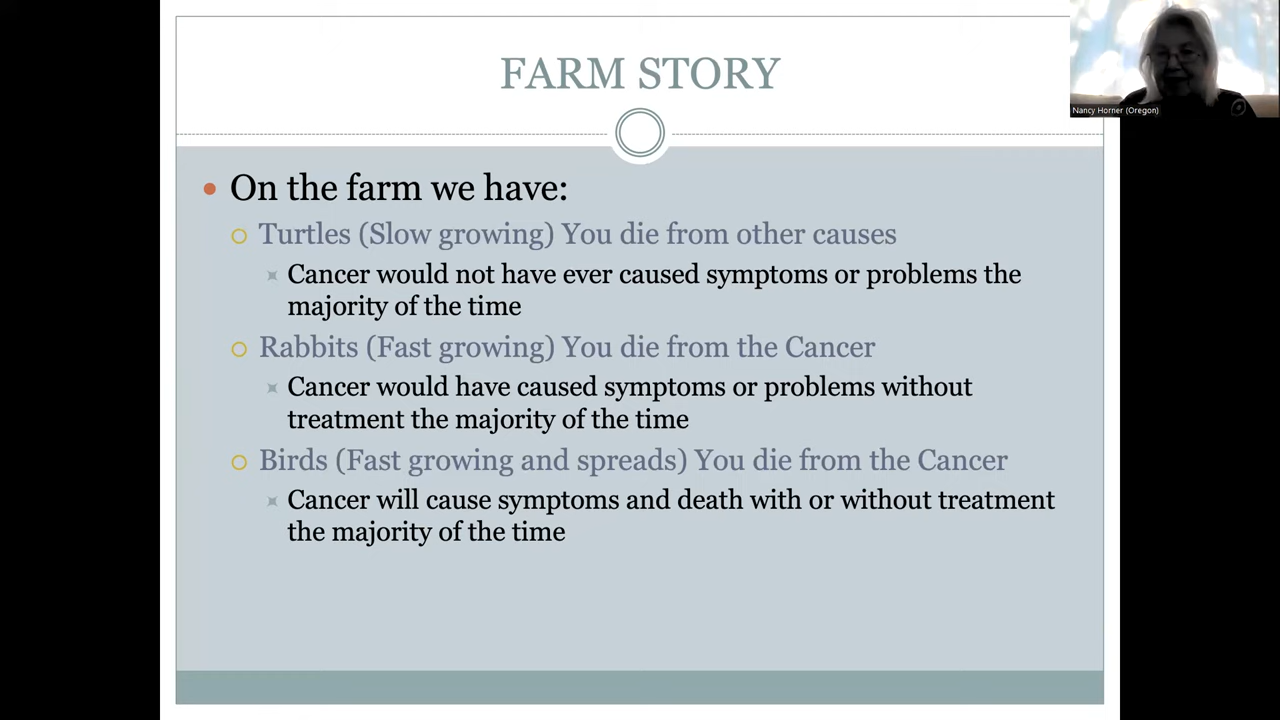 FARM STORY
Nancy Horner (Oregon)
On the farm we have:
Turtles (Slow growing) You die from other causes
Cancer would not have ever caused symptoms or problems the
majority of the time
Rabbits (Fast growing) You die from the Cancer
Cancer would have caused symptoms or problems without
treatment the majority of the time
Birds (Fast growing and spreads) You die from the Cancer
Cancer will cause symptoms and death with or without treatment
the majority of the time